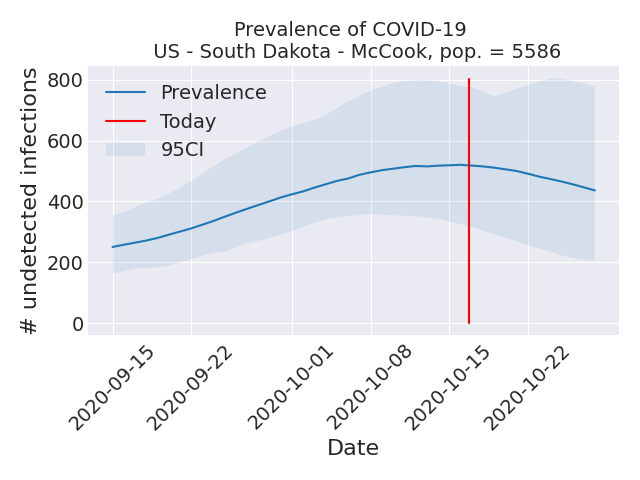 Prevalence of COVID-19
US - South Dakota - McCook, pop. = 5586
# undetected infections
800
600
400
200
0
Prevalence
Today
95CI
2020-09-15
2020-09-22
2020-10-01
2020-10-08
2020-10-15
2020-10-22
Date